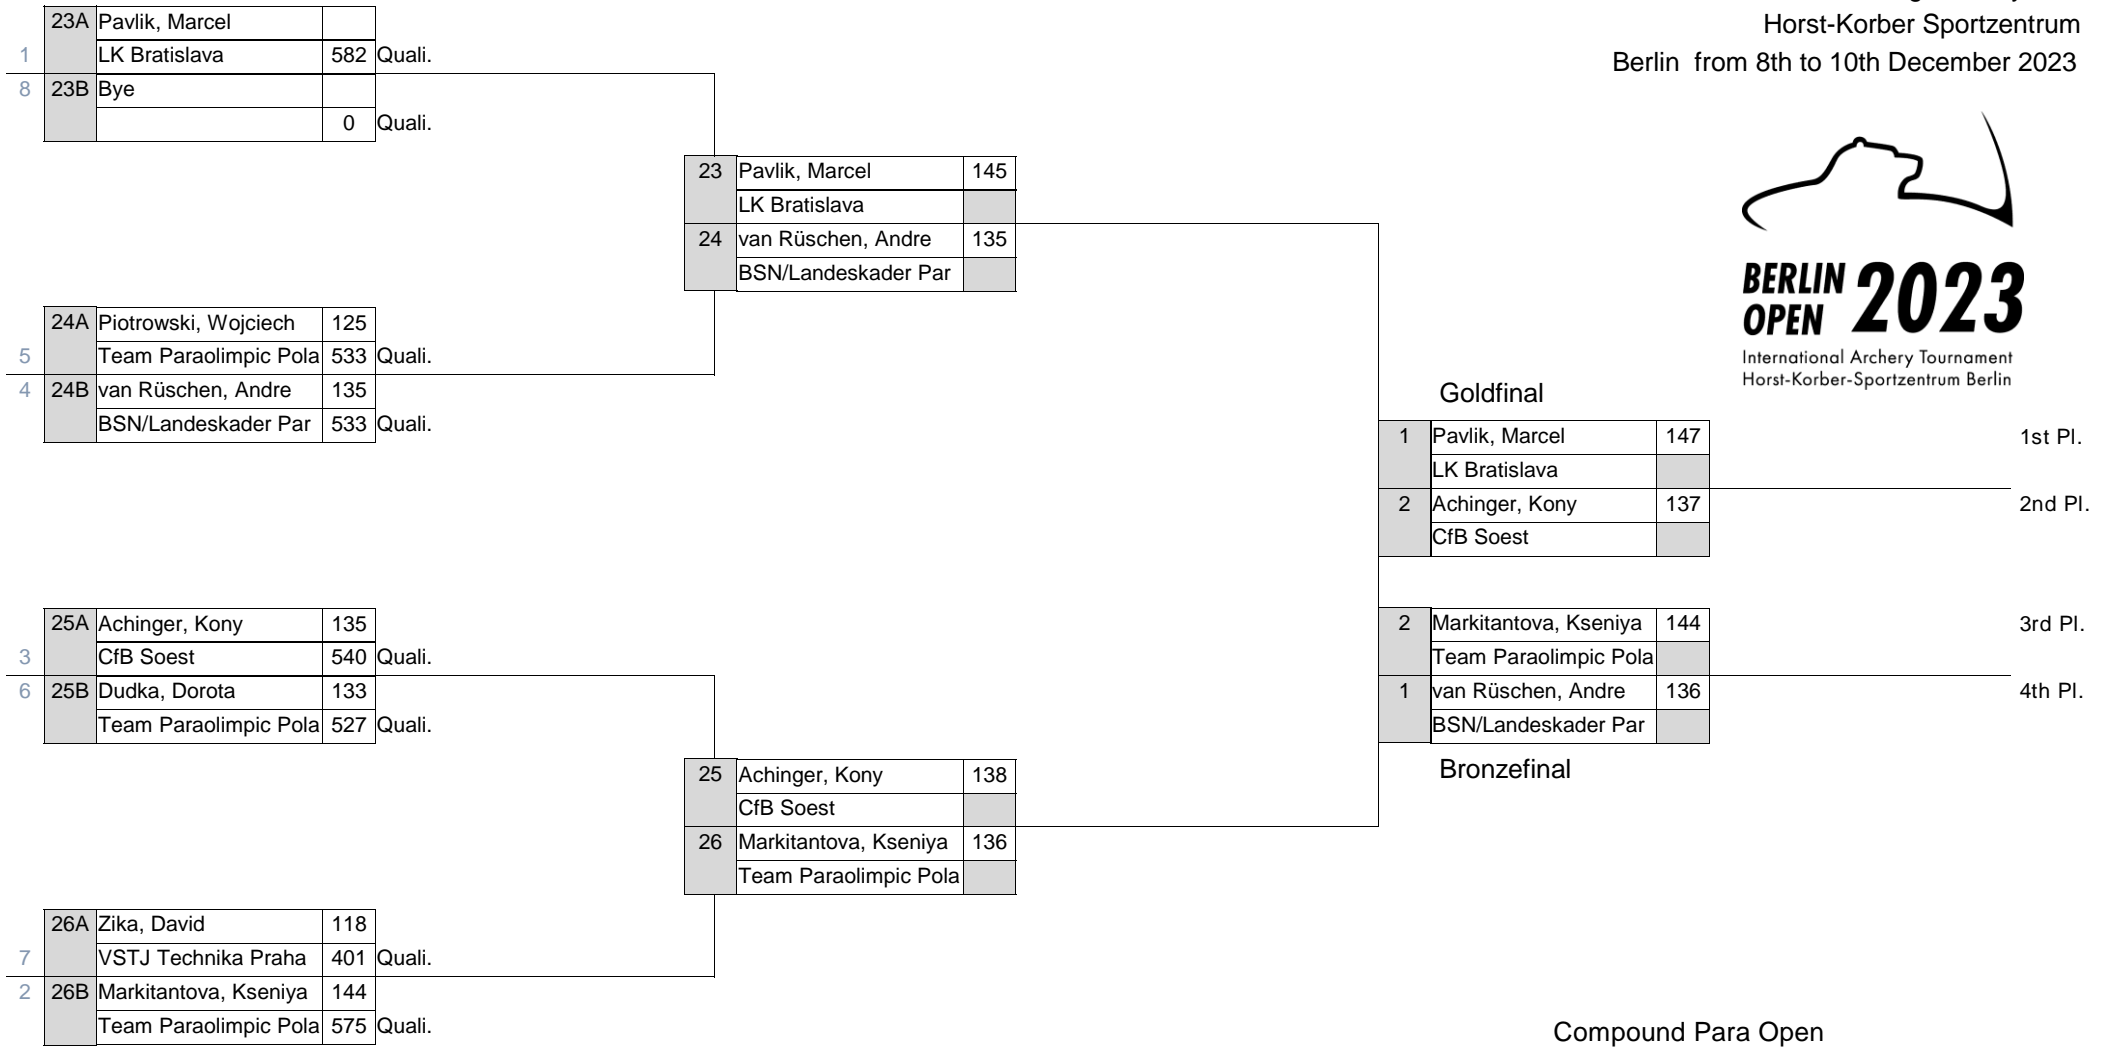 23A Pavlik, Marcel
1 LK Bratislava 582 Quali.
8 23B Bye
0 Quali.
Horst-Korber Sportzentrum
Berlin from 8th to 10th December 2023
23 Pavlik, Marcel 145
LK Bratislava
24 van Rüschen, Andre 135
BSN/Landeskader Par
BERLIN
OPEN 2023
International Archery Tournament
Horst-Korber-Sportzentrum Berlin
24A Piotrowski, Wojciech 125
5 Team Paraolimpic Pola 533 Quali.
4 24B van Rüschen, Andre 135
BSN/Landeskader Par 533 Quali.
Goldfinal
1 Pavlik, Marcel 147 1st Pl.
LK Bratislava
2 Achinger, Kony 137 2nd Pl.
CfB Soest
25A Achinger, Kony 135
3 CfB Soest 540 Quali.
6 25B Dudka, Dorota 133
Team Paraolimpic Pola 527 Quali.
2 Markitantova, Kseniya 144 3rd Pl.
Team Paraolimpic Pola
1 van Rüschen, Andre 136 4th Pl.
BSN/Landeskader Par
Bronzefinal
25 Achinger, Kony 138
CfB Soest
26 Markitantova, Kseniya 136
Team Paraolimpic Pola
26A Zika, David 118
7 VSTJ Technika Praha 401 Quali.
2 26B Markitantova, Kseniya 144
Team Paraolimpic Pola 575 Quali.
Compound Para Open